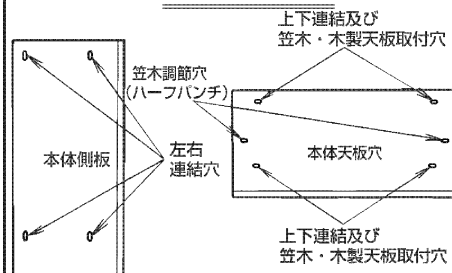 上下連結及び
笠木・木製天板取付穴
笠木調節穴
(ハーフパンチ)
本体側板
左右
連結穴
本体天板穴
上下連結及び
笠木・木製天板取付穴